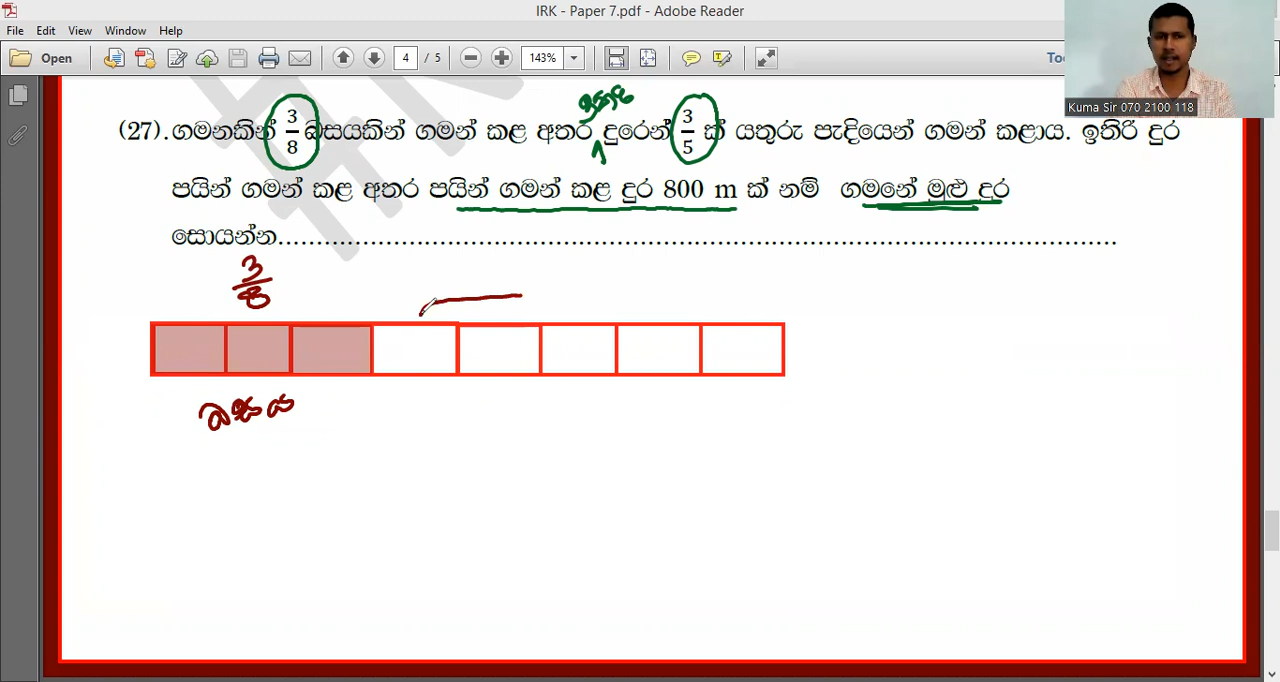 IRK - Paper 7.pdf - Adobe Reader
File Edit View Window Help
Open 4 / 5 143% Too
Kuma Sir 070 2100 118
ඉතිරි
(27). ගමනකින් 3/8 බසයකින් ගමන් කළ අතර දුරෙන් 3/5 ක් යතුරු පැදියෙන් ගමන් කළාය. ඉතිරි දුර
පයින් ගමන් කළ අතර පයින් ගමන් කළ දුර 800 m ක් නම් ගමනේ මුළු දුර
සොයන්න......................................................................................................
3/8
බසය